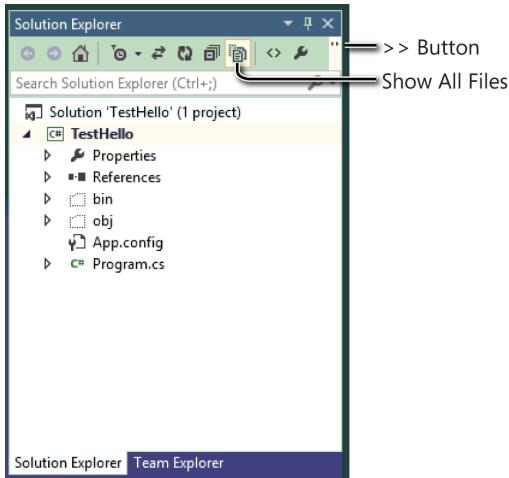 Solution Explorer
>> Button
Show All Files
Search Solution Explorer (Ctrl+;)
Solution 'TestHello' (1 project)
C# TestHello
Properties
References
bin
obj
App.config
C# Program.cs
Solution Explorer Team Explorer